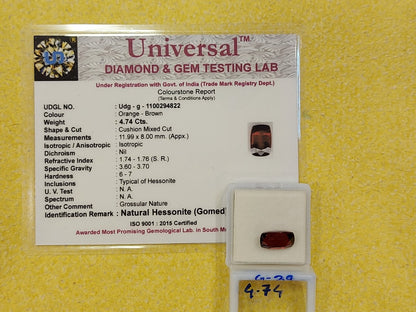 Universal™
DIAMOND & GEM TESTING LAB
Under Registration with Govt. of India (Trade Mark Registry Dept.)
Colourstone Report
(Terms & Conditions Apply)
UDGL NO. : Udg - g - 1100294822
Colour : Orange - Brown
Weight : 4.74 Cts.
Shape & Cut : Cushion Mixed Cut
Measurements : 11.99 x 8.00 mm. (Appx.)
Isotropic / Anisotropic : Isotropic
Dichroism : Nil
Refractive Index : 1.74 - 1.76 (S. R.)
Specific Gravity : 3.60 - 3.70
Hardness : 6 - 7
Inclusions : Typical of Hessonite
U. V. Test : N. A.
Spectrum : N. A.
Other Comment : Grossular Nature
Identification Remark : Natural Hessonite (Gomed)
ISO 9001 : 2015 Certified
Awarded Most Promising Gemological Lab. in South
4.74